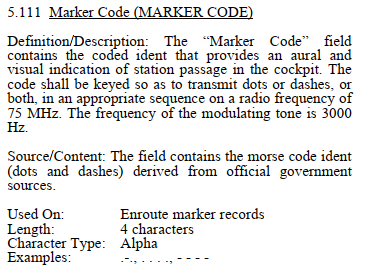 5.111 Marker Code (MARKER CODE)
Definition/Description: The “Marker Code” field
contains the coded ident that provides an aural and
visual indication of station passage in the cockpit. The
code shall be keyed so as to transmit dots or dashes, or
both, in an appropriate sequence on a radio frequency of
75 MHz. The frequency of the modulating tone is 3000
Hz.
Source/Content: The field contains the morse code ident
(dots and dashes) derived from official government
sources.
Used On: Enroute marker records
Length: 4 characters
Character Type: Alpha
Examples: .-., . . . ., - - - -